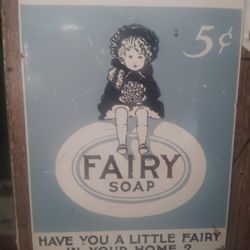 5¢
FAIRY
SOAP
HAVE YOU A LITTLE FAIRY
IN YOUR HOME?